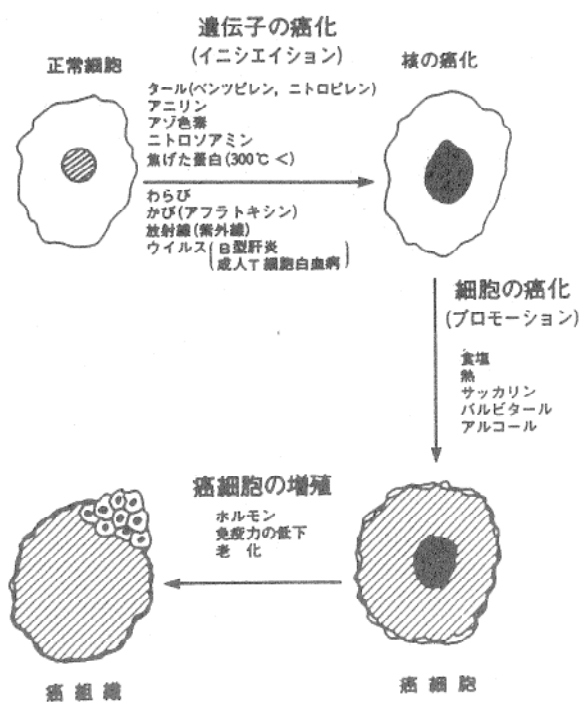 遺伝子の癌化
(イニシエイション)
正常細胞
核の癌化
タール(ベンツピレン, ニトロピレン)
アニリン
アゾ色素
ニトロソアミン
焦げた蛋白(300℃<)
わらび
かび(アフラトキシン)
放射線(紫外線)
ウイルス(B型肝炎
成人T細胞白血病)
細胞の癌化
(プロモーション)
食塩
熱
サッカリン
バルビタール
アルコール
癌細胞の増殖
ホルモン
免疫力の低下
老 化
癌組織
癌細胞